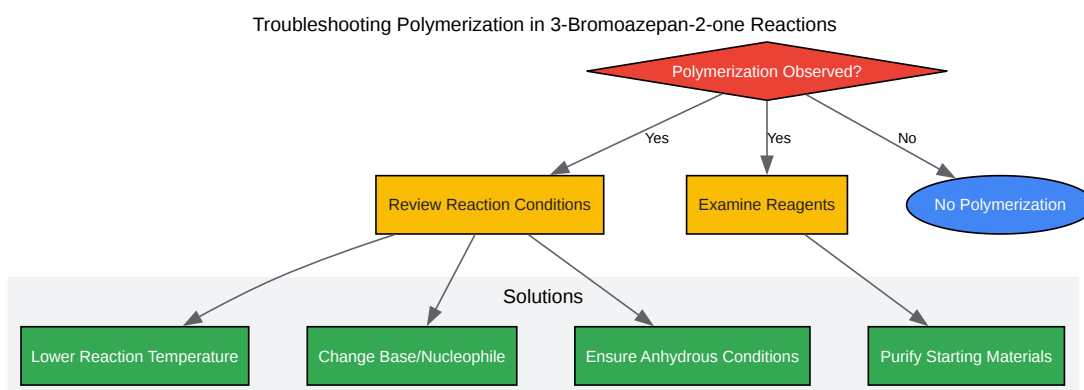 Troubleshooting Polymerization in 3-Bromoazepan-2-one Reactions
Polymerization Observed?
Yes
Yes
No
Review Reaction Conditions
Examine Reagents
No Polymerization
Solutions
Lower Reaction Temperature
Change Base/Nucleophile
Ensure Anhydrous Conditions
Purify Starting Materials